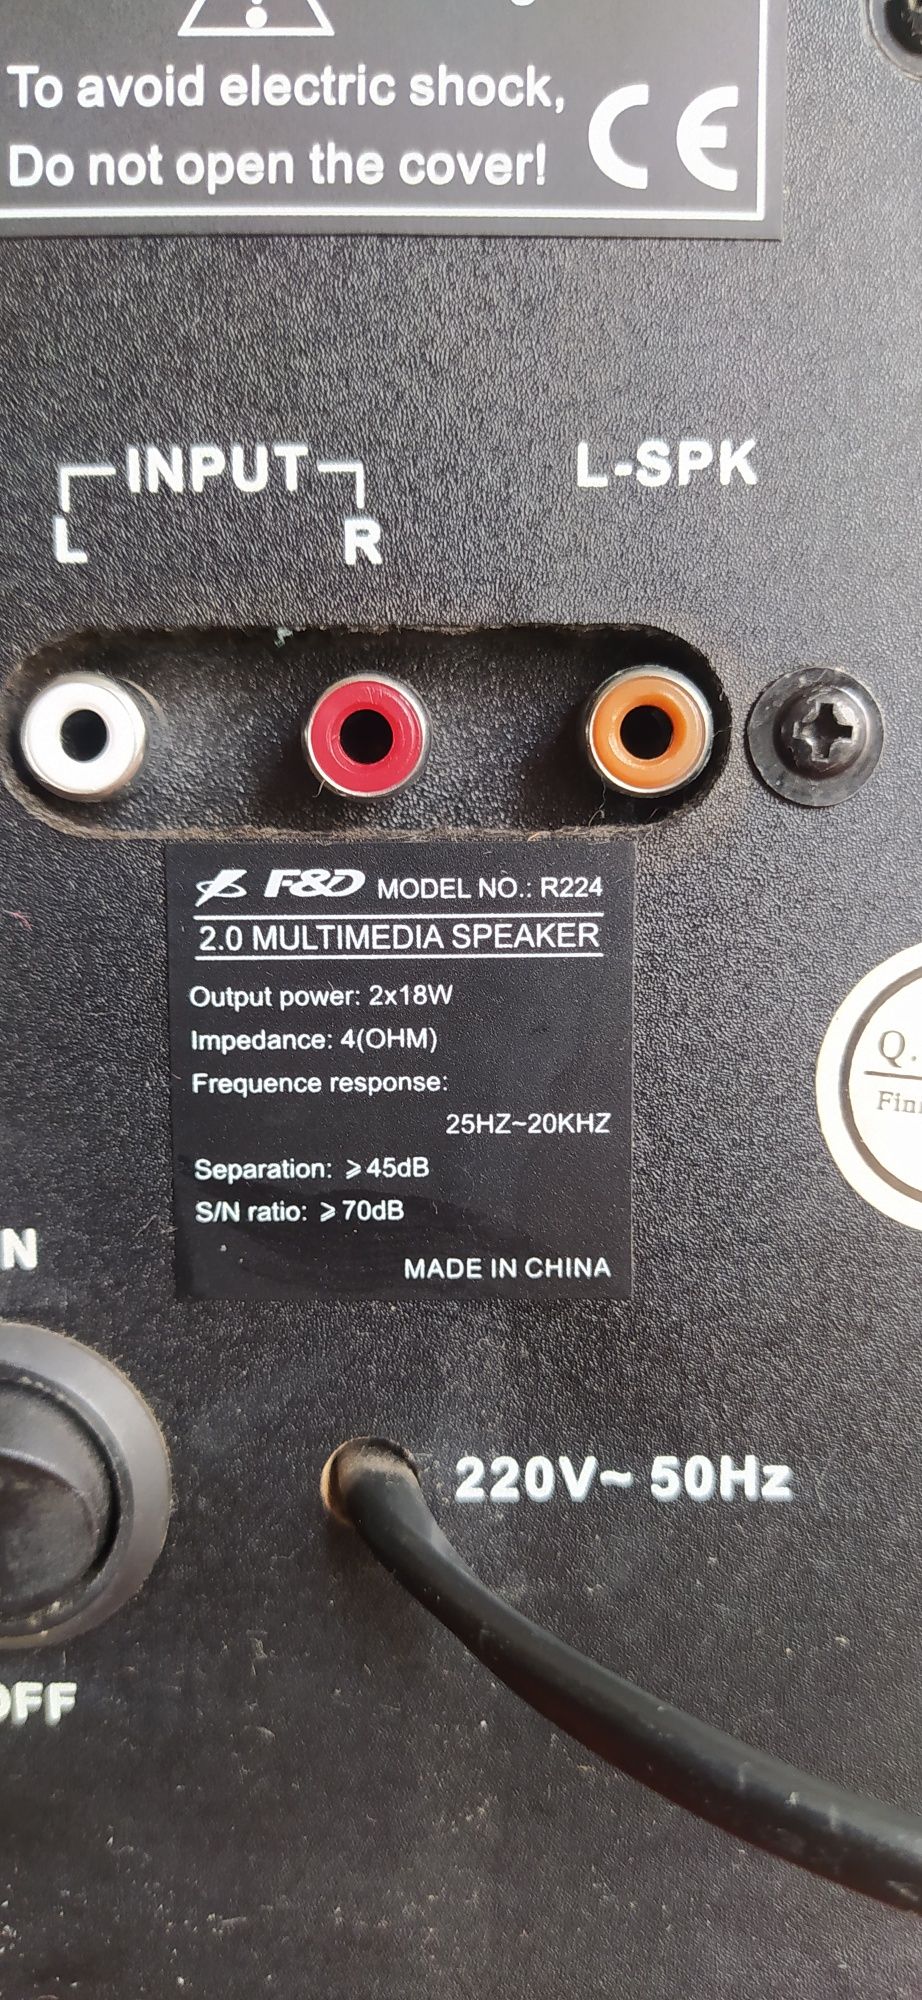 To avoid electric shock,
Do not open the cover!
CE
INPUT
L-SPK
L
R
F&D MODEL NO.: R224
2.0 MULTIMEDIA SPEAKER
Output power: 2x18W
Impedance: 4(OHM)
Frequence response:
25HZ~20KHZ
Separation: ⩾45dB
S/N ratio: ⩾70dB
MADE IN CHINA
Q.
220V~ 50Hz
OFF